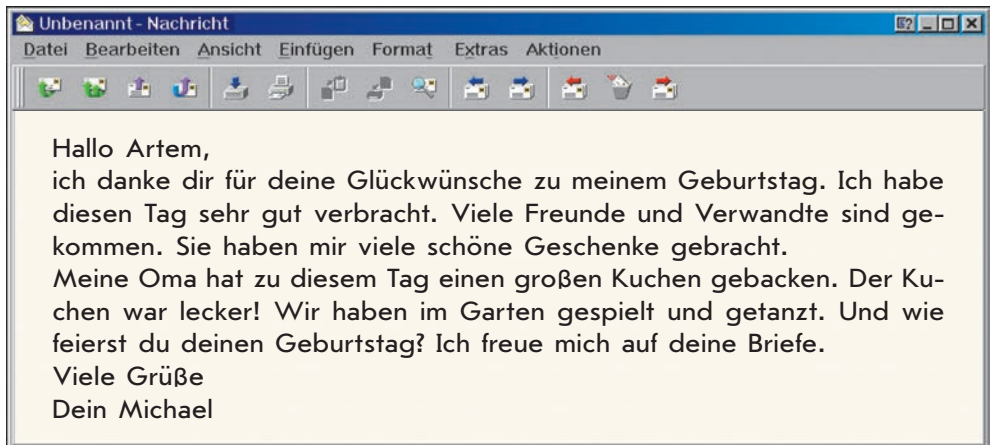 Unbenannt - Nachricht
Datei Bearbeiten Ansicht Einfügen Format Extras Aktionen
Hallo Artem,
ich danke dir für deine Glückwünsche zu meinem Geburtstag. Ich habe
diesen Tag sehr gut verbracht. Viele Freunde und Verwandte sind ge-
kommen. Sie haben mir viele schöne Geschenke gebracht.
Meine Oma hat zu diesem Tag einen großen Kuchen gebacken. Der Ku-
chen war lecker! Wir haben im Garten gespielt und getanzt. Und wie
feierst du deinen Geburtstag? Ich freue mich auf deine Briefe.
Viele Grüße
Dein Michael